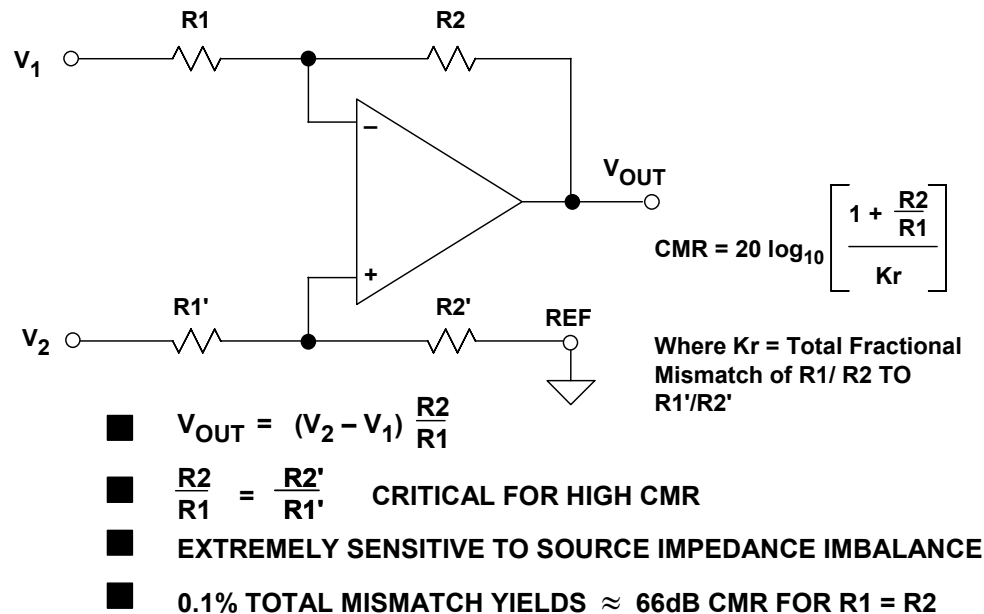 R1
R2
V1
−
VOUT
+
R1'
R2'
REF
V2
CMR = 20 log10 [ (1 + R2/R1) / Kr ]
Where Kr = Total Fractional
Mismatch of R1/ R2 TO
R1'/R2'
VOUT = (V2 – V1) R2/R1
R2/R1 = R2'/R1' CRITICAL FOR HIGH CMR
EXTREMELY SENSITIVE TO SOURCE IMPEDANCE IMBALANCE
0.1% TOTAL MISMATCH YIELDS ≈ 66dB CMR FOR R1 = R2